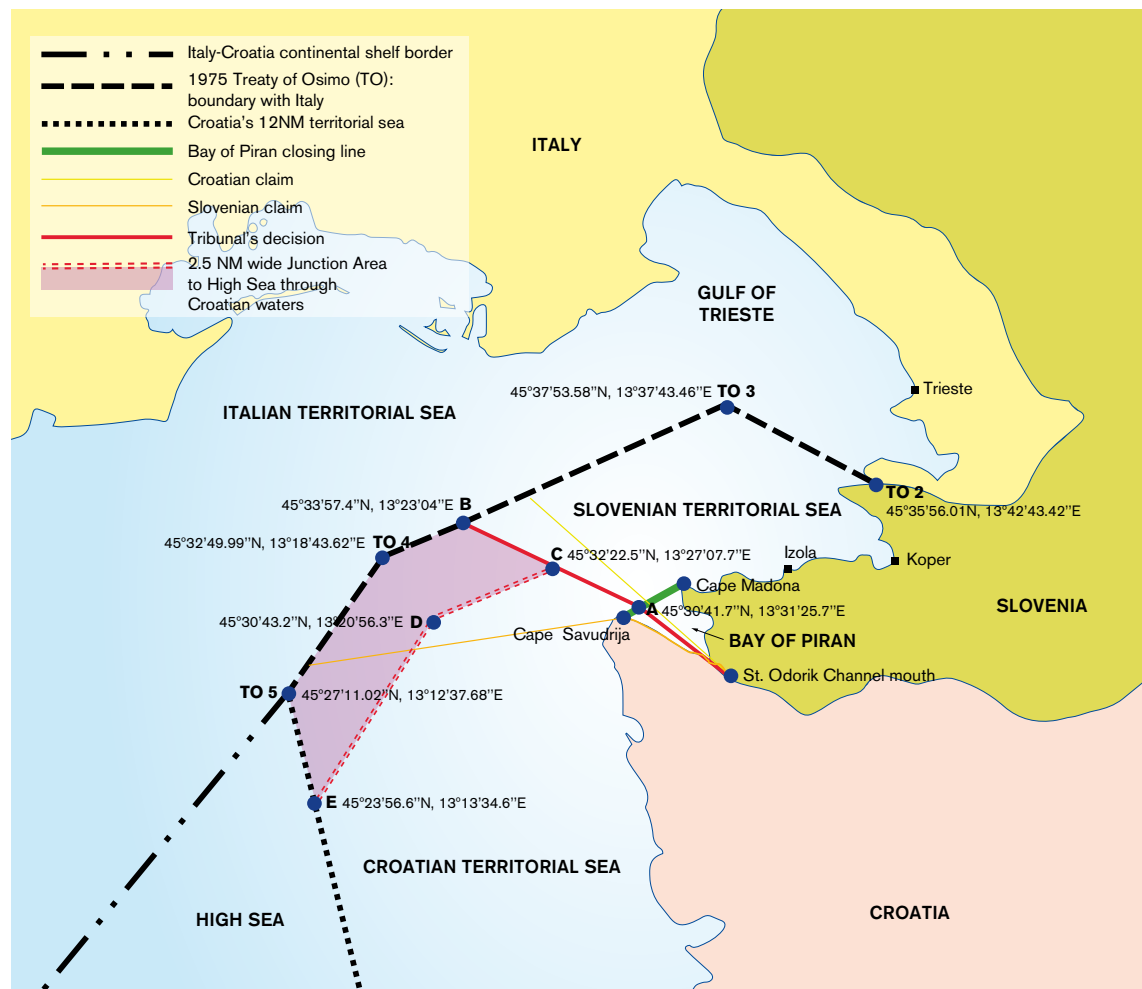 Italy-Croatia continental shelf border
1975 Treaty of Osimo (TO):
boundary with Italy
Croatia's 12NM territorial sea
Bay of Piran closing line
Croatian claim
Slovenian claim
Tribunal's decision
2.5 NM wide Junction Area
to High Sea through
Croatian waters
ITALY
GULF OF
TRIESTE
Trieste
45°37'53.58''N, 13°37'43.46''E TO 3
ITALIAN TERRITORIAL SEA
TO 2
45°35'56.01N, 13°42'43.42''E
45°33'57.4''N, 13°23'04''E B
SLOVENIAN TERRITORIAL SEA
45°32'49.99''N, 13°18'43.62''E TO 4
C 45°32'22.5''N, 13°27'07.7''E
Izola
Koper
Cape Madona
A 45°30'41.7''N, 13°31'25.7''E
SLOVENIA
45°30'43.2''N, 13°20'56.3''E D
Cape Savudrija
BAY OF PIRAN
St. Odorik Channel mouth
TO 5 45°27'11.02''N, 13°12'37.68''E
E 45°23'56.6''N, 13°13'34.6''E
CROATIAN TERRITORIAL SEA
HIGH SEA
CROATIA